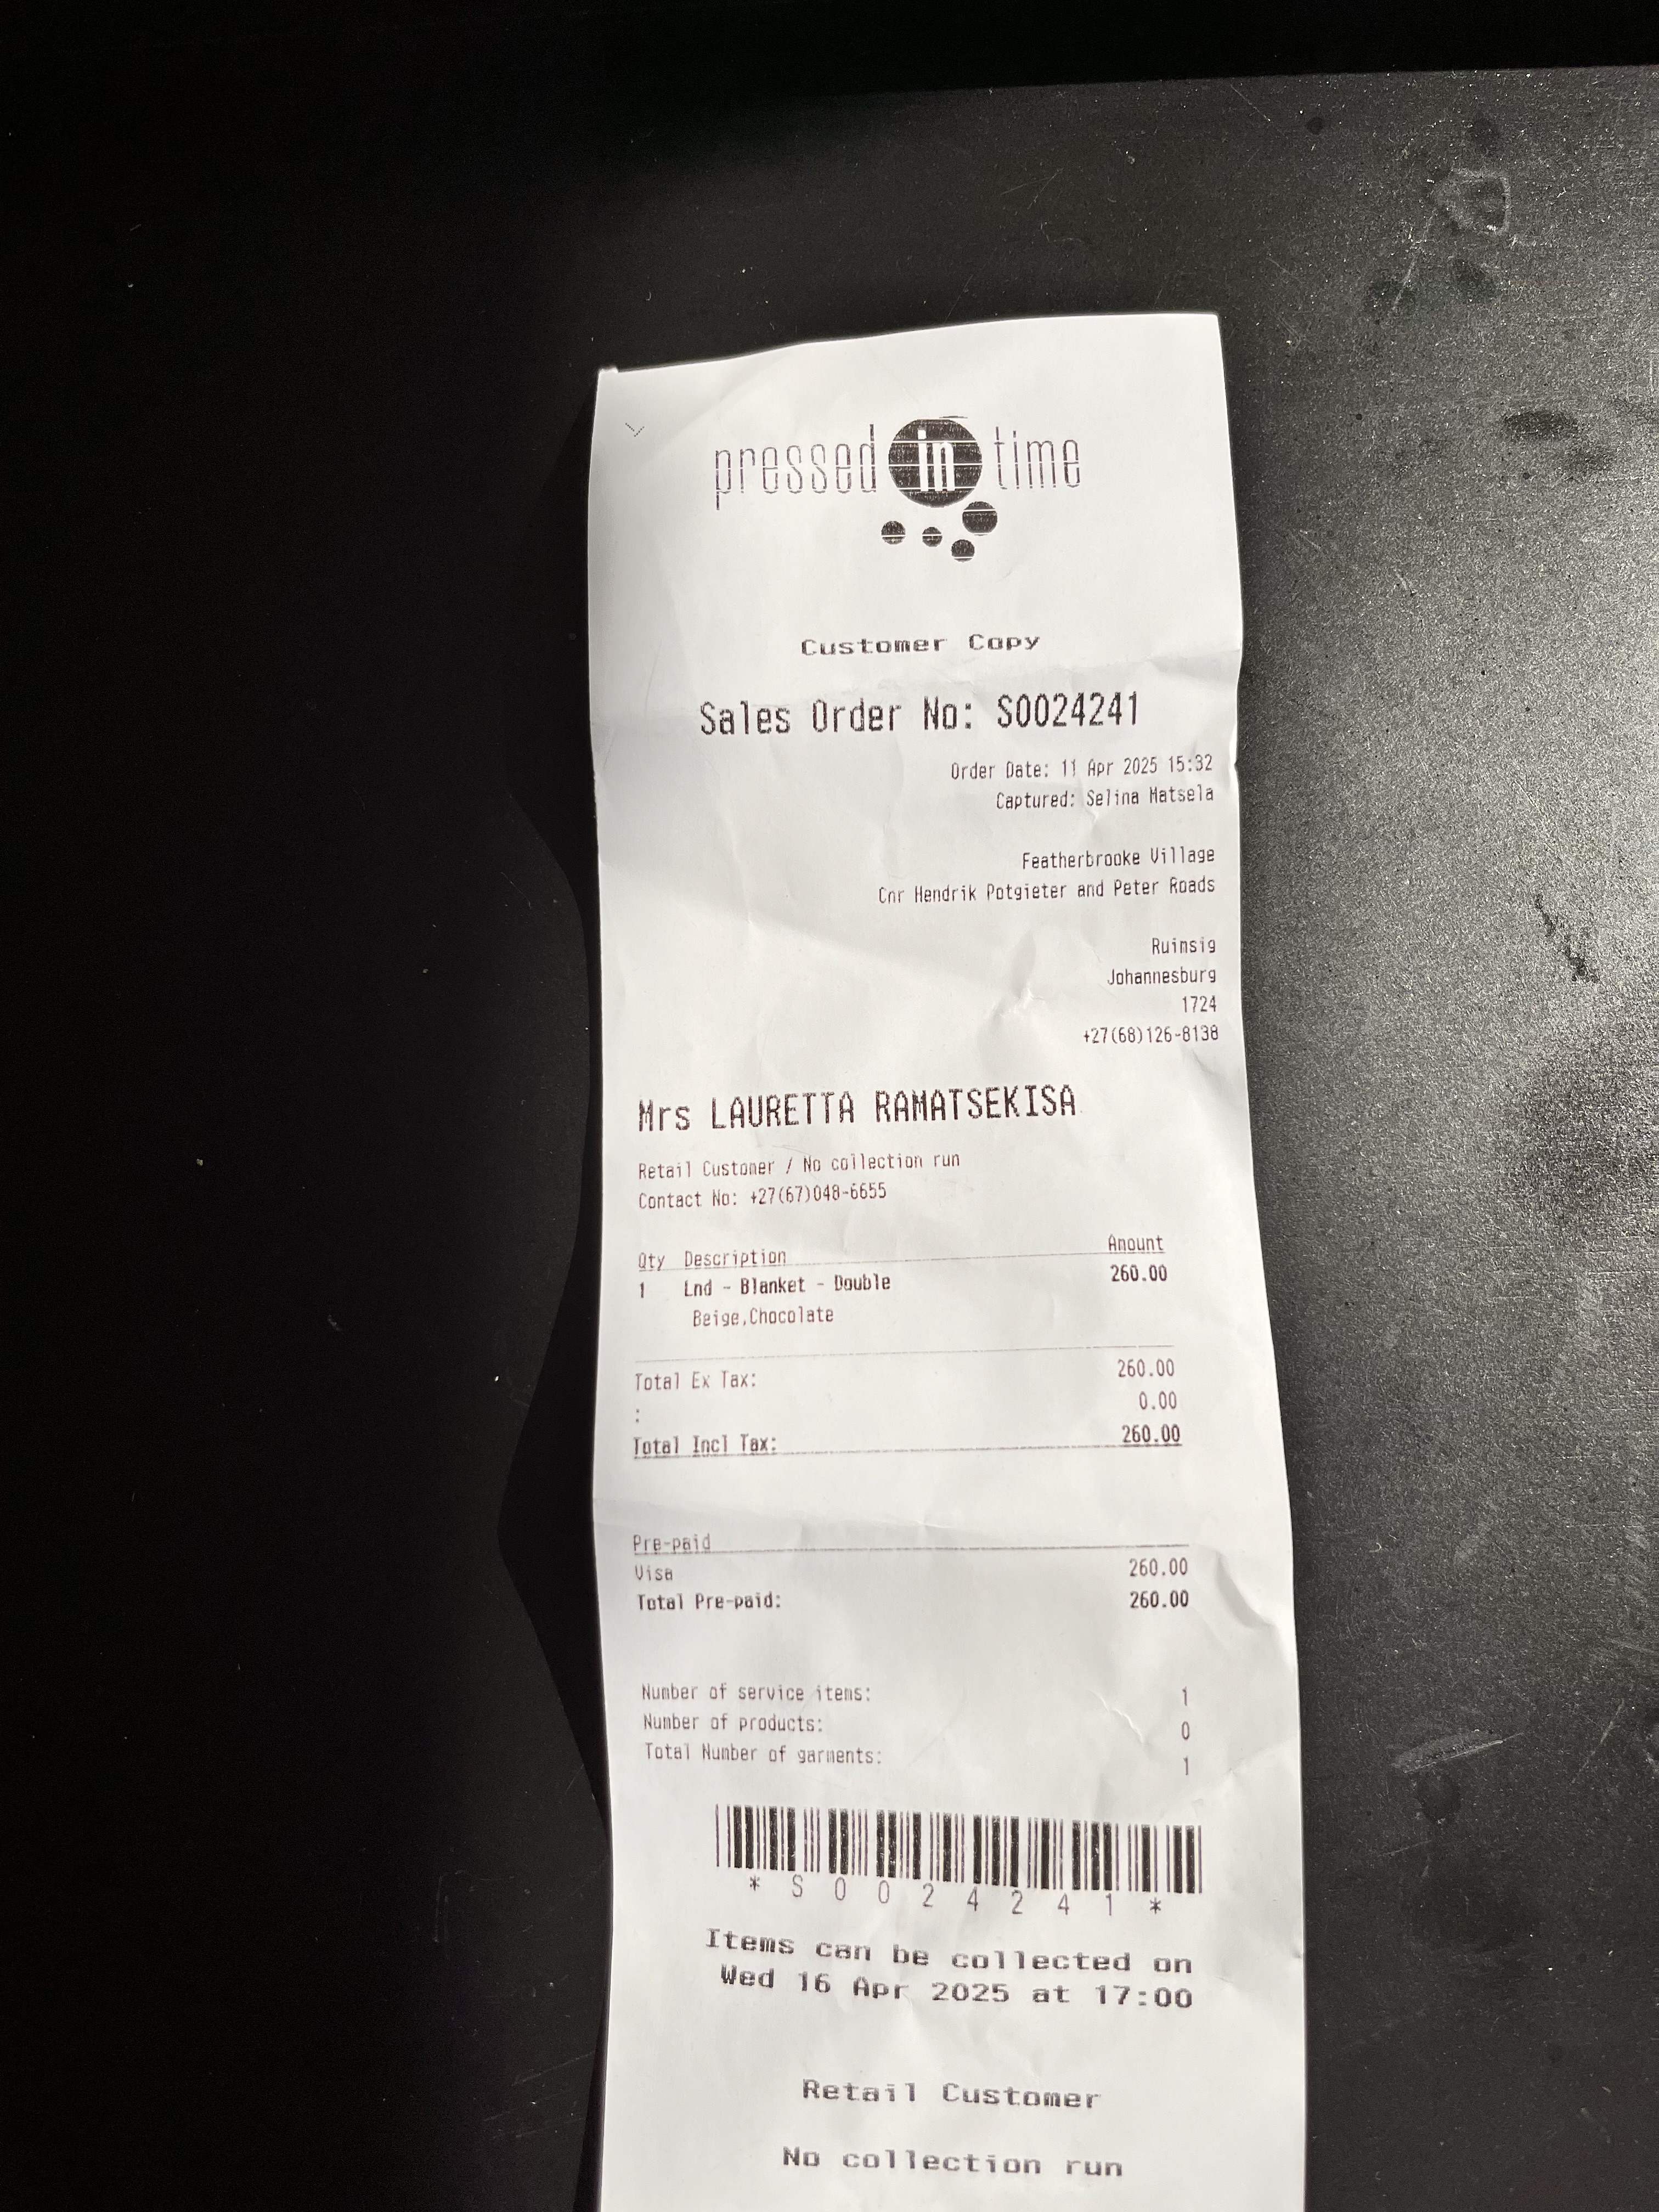 pressed in time
Customer Copy
Sales Order No: S0024241
Order Date: 11 Apr 2025 15:32
Captured: Selina Matsela
Featherbrooke Village
Cnr Hendrik Potgieter and Peter Roads
Ruimsig
Johannesburg
1724
+27(68)126-8138
Mrs LAURETTA RAMATSEKISA
Retail Customer / No collection run
Contact No: +27(67)048-6655
Qty Description Amount
1 Lnd - Blanket - Double 260.00
Beige,Chocolate
Total Ex Tax: 260.00
: 0.00
Total Incl Tax: 260.00
Pre-paid
Visa 260.00
Total Pre-paid: 260.00
Number of service items: 1
Number of products: 0
Total Number of garments: 1
* S 0 0 2 4 2 4 1 *
Items can be collected on
Wed 16 Apr 2025 at 17:00
Retail Customer
No collection run